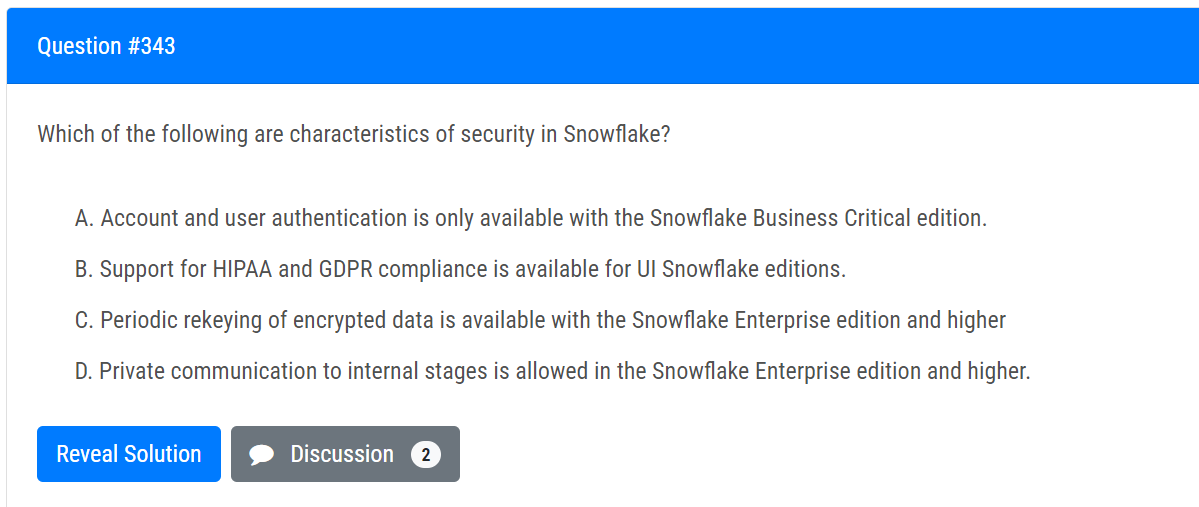 Question #343
Which of the following are characteristics of security in Snowflake?
A. Account and user authentication is only available with the Snowflake Business Critical edition.
B. Support for HIPAA and GDPR compliance is available for UI Snowflake editions.
C. Periodic rekeying of encrypted data is available with the Snowflake Enterprise edition and higher
D. Private communication to internal stages is allowed in the Snowflake Enterprise edition and higher.
Reveal Solution Discussion 2